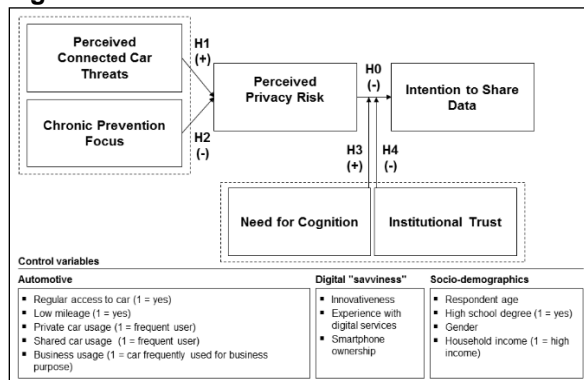 Perceived
Connected Car
Threats
H1
(+)
Chronic Prevention
Focus
H2
(-)
Perceived
Privacy Risk
H0
(-)
Intention to Share
Data
H3
(+)
H4
(-)
Need for Cognition
Institutional Trust
Control variables
Automotive
▪ Regular access to car (1 = yes)
▪ Low mileage (1 = yes)
▪ Private car usage (1 = frequent user)
▪ Shared car usage (1 = frequent user)
▪ Business usage (1 = car frequently used for business
purpose)
Digital "savviness"
▪ Innovativeness
▪ Experience with
digital services
▪ Smartphone
ownership
Socio-demographics
▪ Respondent age
▪ High school degree (1 = yes)
▪ Gender
▪ Household income (1 = high
income)